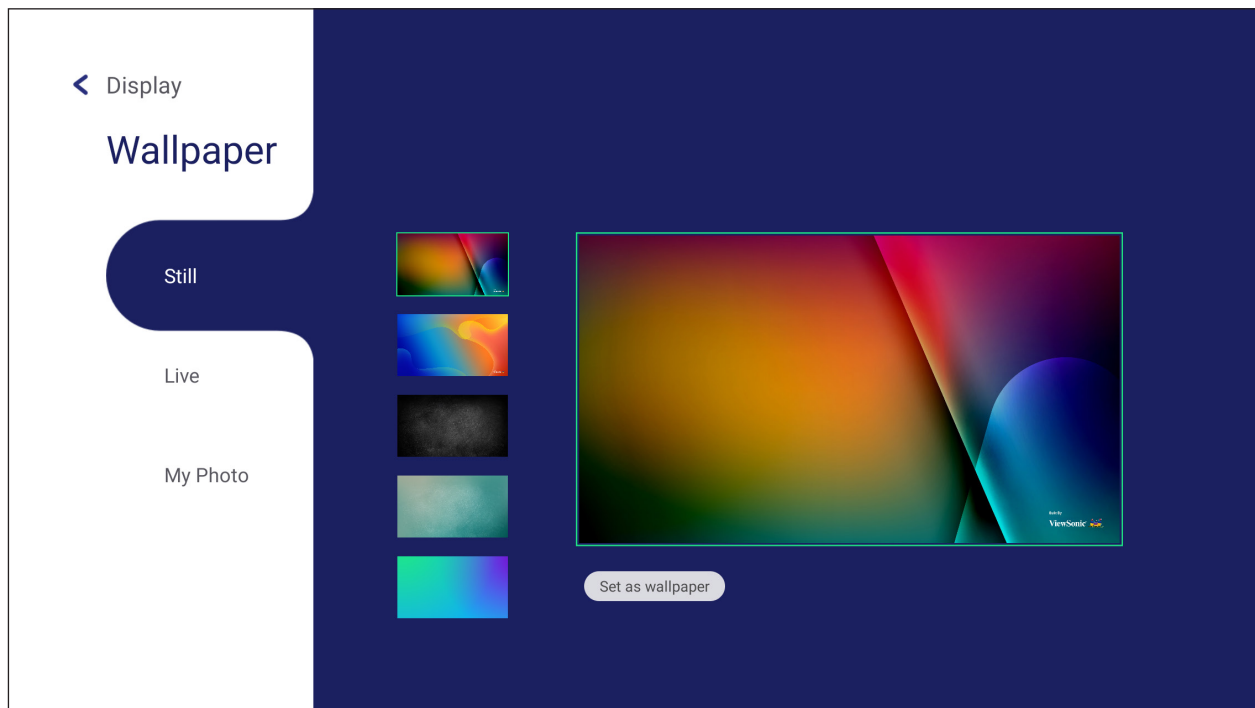 Display
Wallpaper
Still
Live
My Photo
ViewSonic
Set as wallpaper